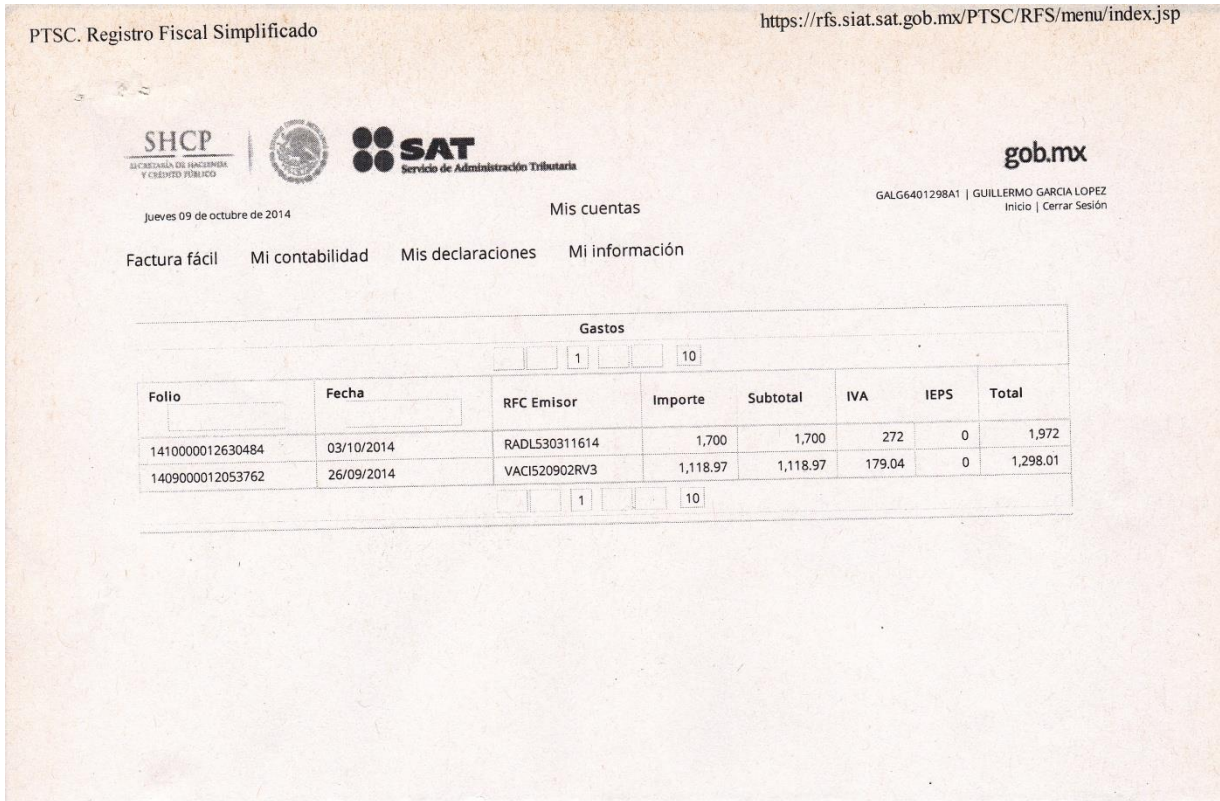 PTSC. Registro Fiscal Simplificado
https://rfs.siat.sat.gob.mx/PTSC/RFS/menu/index.jsp
SHCP
SECRETARÍA DE HACIENDA
Y CRÉDITO PÚBLICO
SAT
Servicio de Administración Tributaria
gob.mx
GALG6401298A1 | GUILLERMO GARCIA LOPEZ
Inicio | Cerrar Sesión
Jueves 09 de octubre de 2014
Mis cuentas
Factura fácil Mi contabilidad Mis declaraciones Mi información
Gastos
1 10
Folio Fecha RFC Emisor Importe Subtotal IVA IEPS Total
1410000012630484 03/10/2014 RADL530311614 1,700 1,700 272 0 1,972
1409000012053762 26/09/2014 VACI520902RV3 1,118.97 1,118.97 179.04 0 1,298.01
1 10